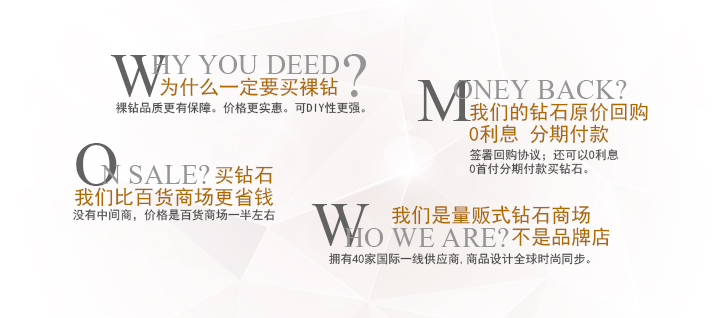 WHY YOU DEED?
为什么一定要买裸钻
裸钻品质更有保障。价格更实惠。可DIY性更强。
MONEY BACK?
我们的钻石原价回购
0利息 分期付款
签署回购协议；还可以0利息
0首付分期付款买钻石。
ON SALE? 买钻石
我们比百货商场更省钱
没有中间商，价格是百货商场一半左右
我们是量贩式钻石商场
WHO WE ARE? 不是品牌店
拥有40家国际一线供应商,商品设计全球时尚同步。